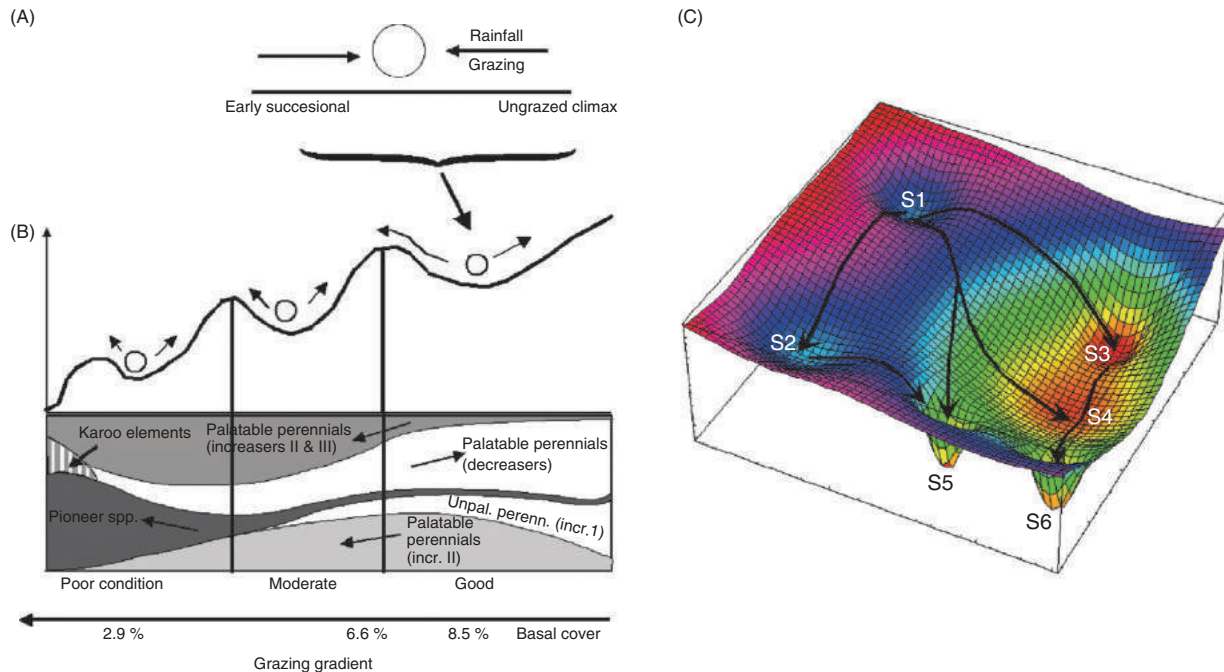 (A)
Rainfall
Grazing
Early succesional
Ungrazed climax
(B)
Karoo elements
Palatable perennials
(increasers II & III)
Palatable perennials
(decreasers)
Pioneer spp.
Unpal. perenn. (incr.1)
Palatable
perennials
(incr. II)
Poor condition
Moderate
Good
2.9 %
6.6 %
8.5 %
Basal cover
Grazing gradient
(C)
S1
S2
S3
S4
S5
S6